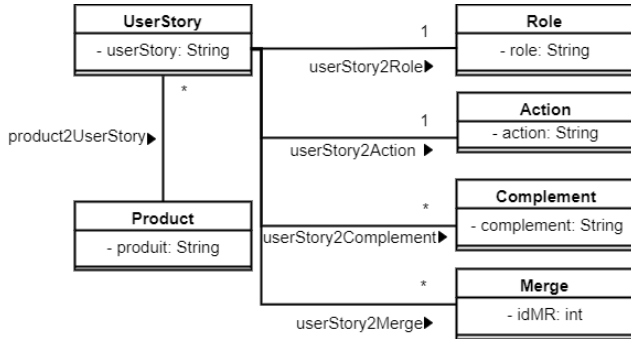 UserStory
- userStory: String
*
product2UserStory
Product
- produit: String
1
userStory2Role
Role
- role: String
1
userStory2Action
Action
- action: String
*
userStory2Complement
Complement
- complement: String
*
userStory2Merge
Merge
- idMR: int